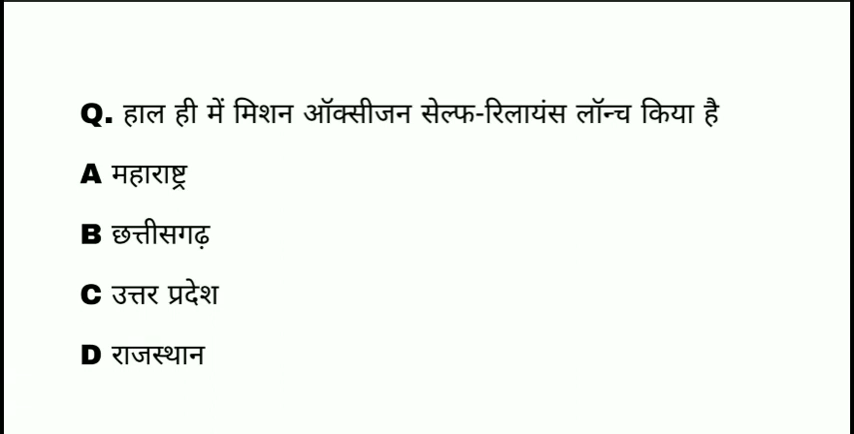 Q. हाल ही में मिशन ऑक्सीजन सेल्फ-रिलायंस लॉन्च किया है
A महाराष्ट्र
B छत्तीसगढ़
C उत्तर प्रदेश
D राजस्थान